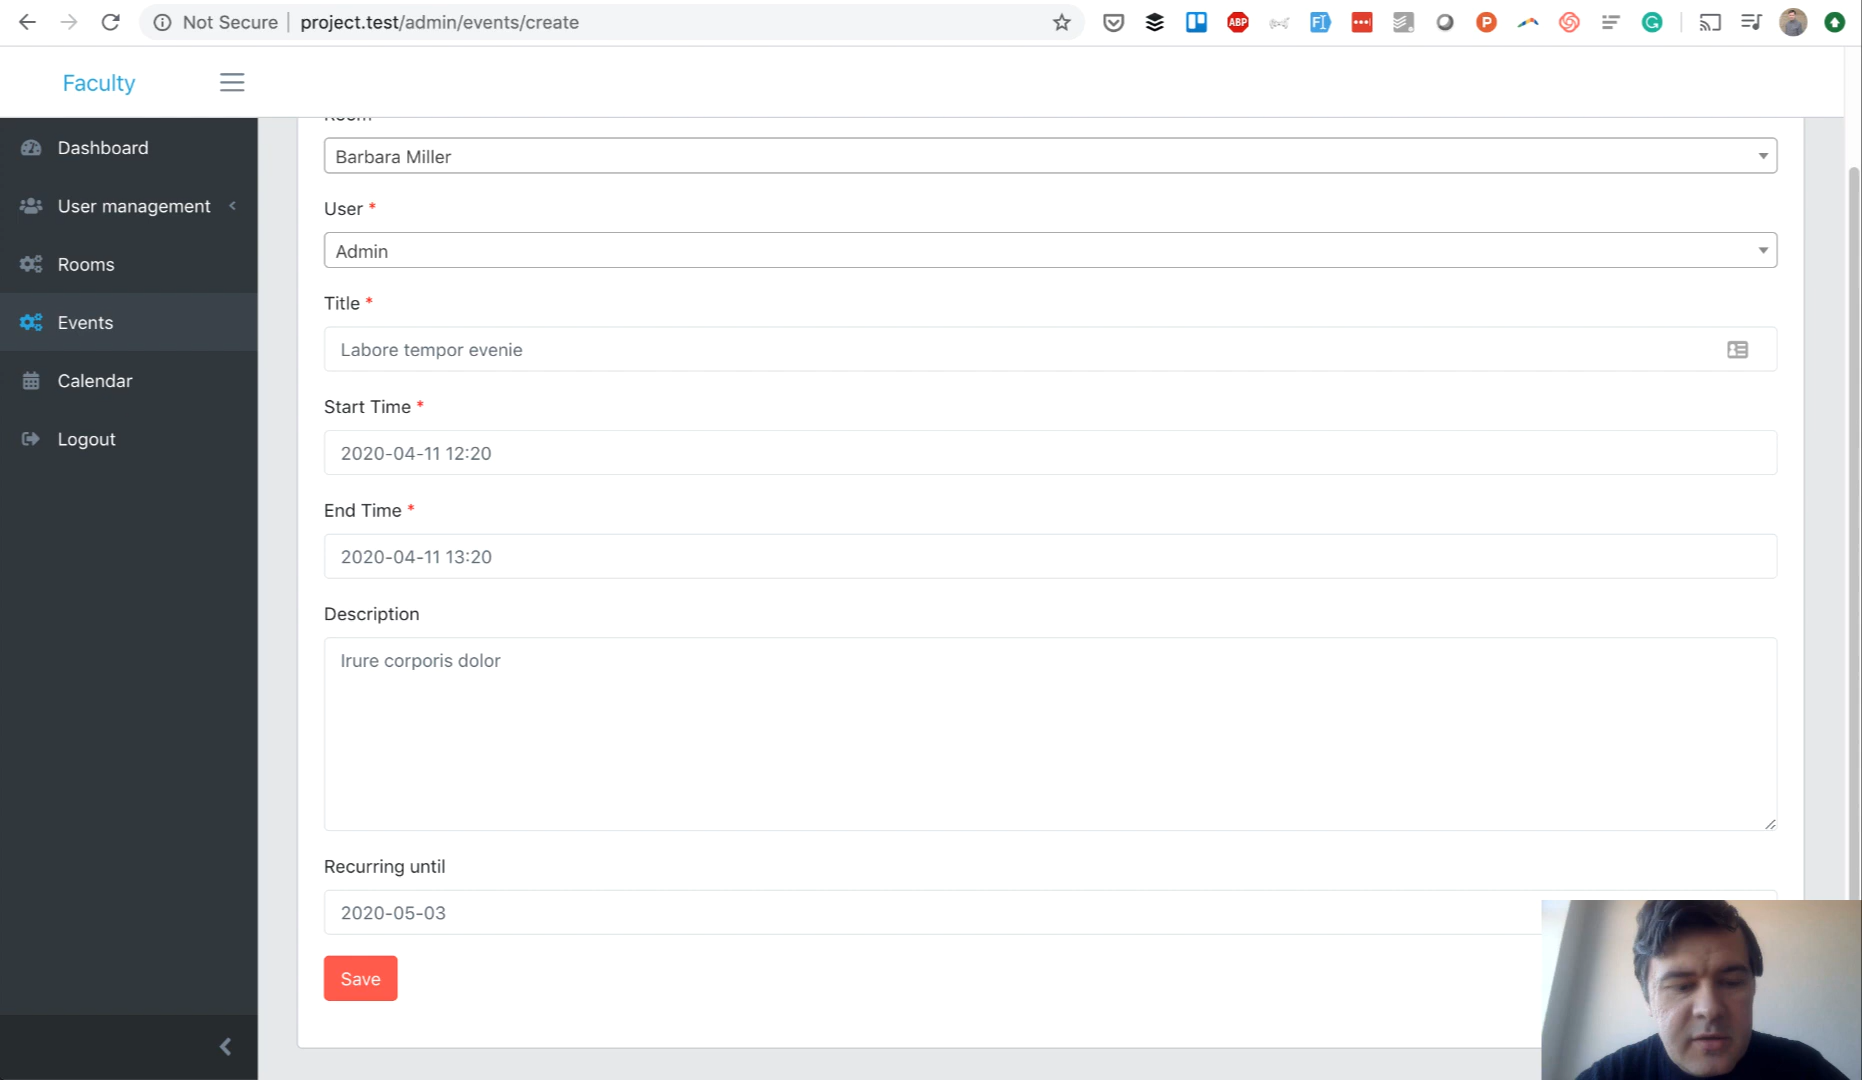 Not Secure
project.test/admin/events/create
ABP
Faculty
Dashboard
User management
Rooms
Events
Calendar
Logout
Room
Barbara Miller
User *
Admin
Title *
Labore tempor evenie
Start Time *
2020-04-11 12:20
End Time *
2020-04-11 13:20
Description
Irure corporis dolor
Recurring until
2020-05-03
Save